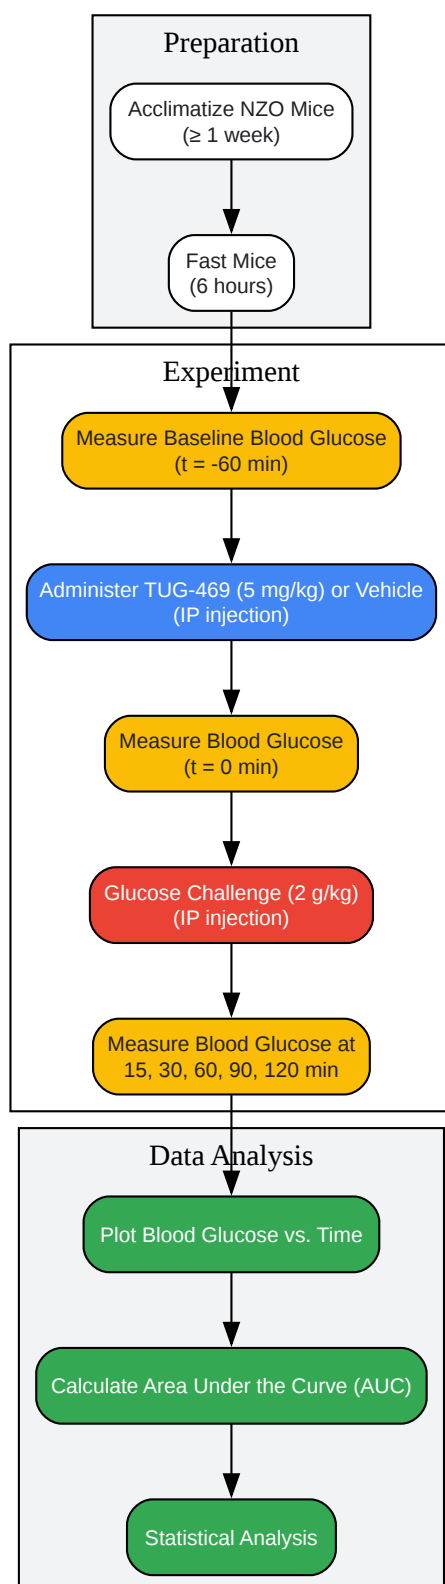 Preparation
Acclimatize NZO Mice
(≥ 1 week)
Fast Mice
(6 hours)
Experiment
Measure Baseline Blood Glucose
(t = -60 min)
Administer TUG-469 (5 mg/kg) or Vehicle
(IP injection)
Measure Blood Glucose
(t = 0 min)
Glucose Challenge (2 g/kg)
(IP injection)
Measure Blood Glucose at
15, 30, 60, 90, 120 min
Data Analysis
Plot Blood Glucose vs. Time
Calculate Area Under the Curve (AUC)
Statistical Analysis